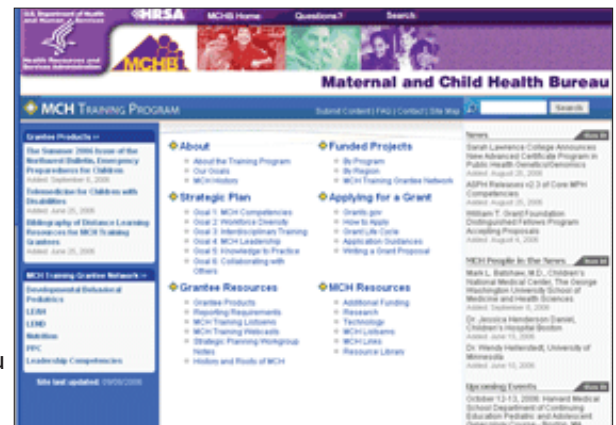 U.S. Department of Health
and Human Services
HRSA
MCHB Home
Questions?
Search:
Health Resources and
Services Administration
MCHB
Maternal and Child Health Bureau
MCH TRAINING PROGRAM
Submit Content | FAQ | Contact | Site Map
Search
Grantee Products >>
The Summer 2006 Issue of the
Northwest Bulletin, Emergency
Preparedness for Children
Added: September 6, 2006
Telemedicine for Children with
Disabilities
Added: June 25, 2006
Bibliography of Distance Learning
Resources for MCH Training
Grantees
Added: June 25, 2006
MCH Training Grantee Network >>
Developmental Behavioral
Pediatrics
LEAH
LEND
Nutrition
PPC
Leadership Competencies
Site last updated: 09/08/2006
About
About the Training Program
Our Goals
MCH History
Strategic Plan
Goal 1: MCH Competencies
Goal 2: Workforce Diversity
Goal 3: Interdisciplinary Training
Goal 4: MCH Leadership
Goal 5: Knowledge to Practice
Goal 6: Collaborating with
Others
Grantee Resources
Grantee Products
Reporting Requirements
MCH Training Listservs
MCH Training Webcasts
Strategic Planning Workgroup
Notes
History and Roots of MCH
Funded Projects
By Program
By Region
MCH Training Grantee Network
Applying for a Grant
Grants.gov
How to Apply
Grant Life Cycle
Application Guidances
Writing a Grant Proposal
MCH Resources
Additional Funding
Research
Technology
MCH Listservs
MCH Links
Resource Library
News
Sarah Lawrence College Announces
New Advanced Certificate Program in
Public Health Genetics/Genomics
Added: August 25, 2006
ASPH Releases v2.3 of Core MPH
Competencies
Added: August 25, 2006
William T. Grant Foundation
Distinguished Fellows Program
Accepting Proposals
Added: August 4, 2006
MCH People in the News
Mark L. Batshaw, M.D., Children's
National Medical Center, The George
Washington University School of
Medicine and Health Sciences
Added: September 8, 2006
Dr. Jessica Henderson Daniel,
Children's Hospital Boston
Added: June 15, 2006
Dr. Wendy Hellerstedt, University of
Minnesota
Added: June 10, 2006
Upcoming Events
October 12-13, 2006: Harvard Medical
School Department of Continuing
Education Pediatric and Adolescent
Gynecology Course - Boston, MA
u